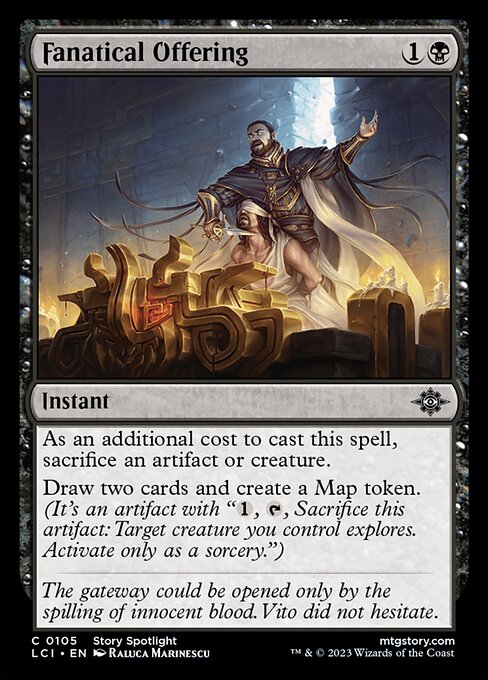 Fanatical Offering 1
Instant
As an additional cost to cast this spell,
sacrifice an artifact or creature.
Draw two cards and create a Map token.
(It's an artifact with “1, , Sacrifice this
artifact: Target creature you control explores.
Activate only as a sorcery.”)
The gateway could be opened only by the
spilling of innocent blood. Vito did not hesitate.
C 0105 Story Spotlight mtgstory.com
LCI • EN Raluca Marinescu ™ & © 2023 Wizards of the Coast